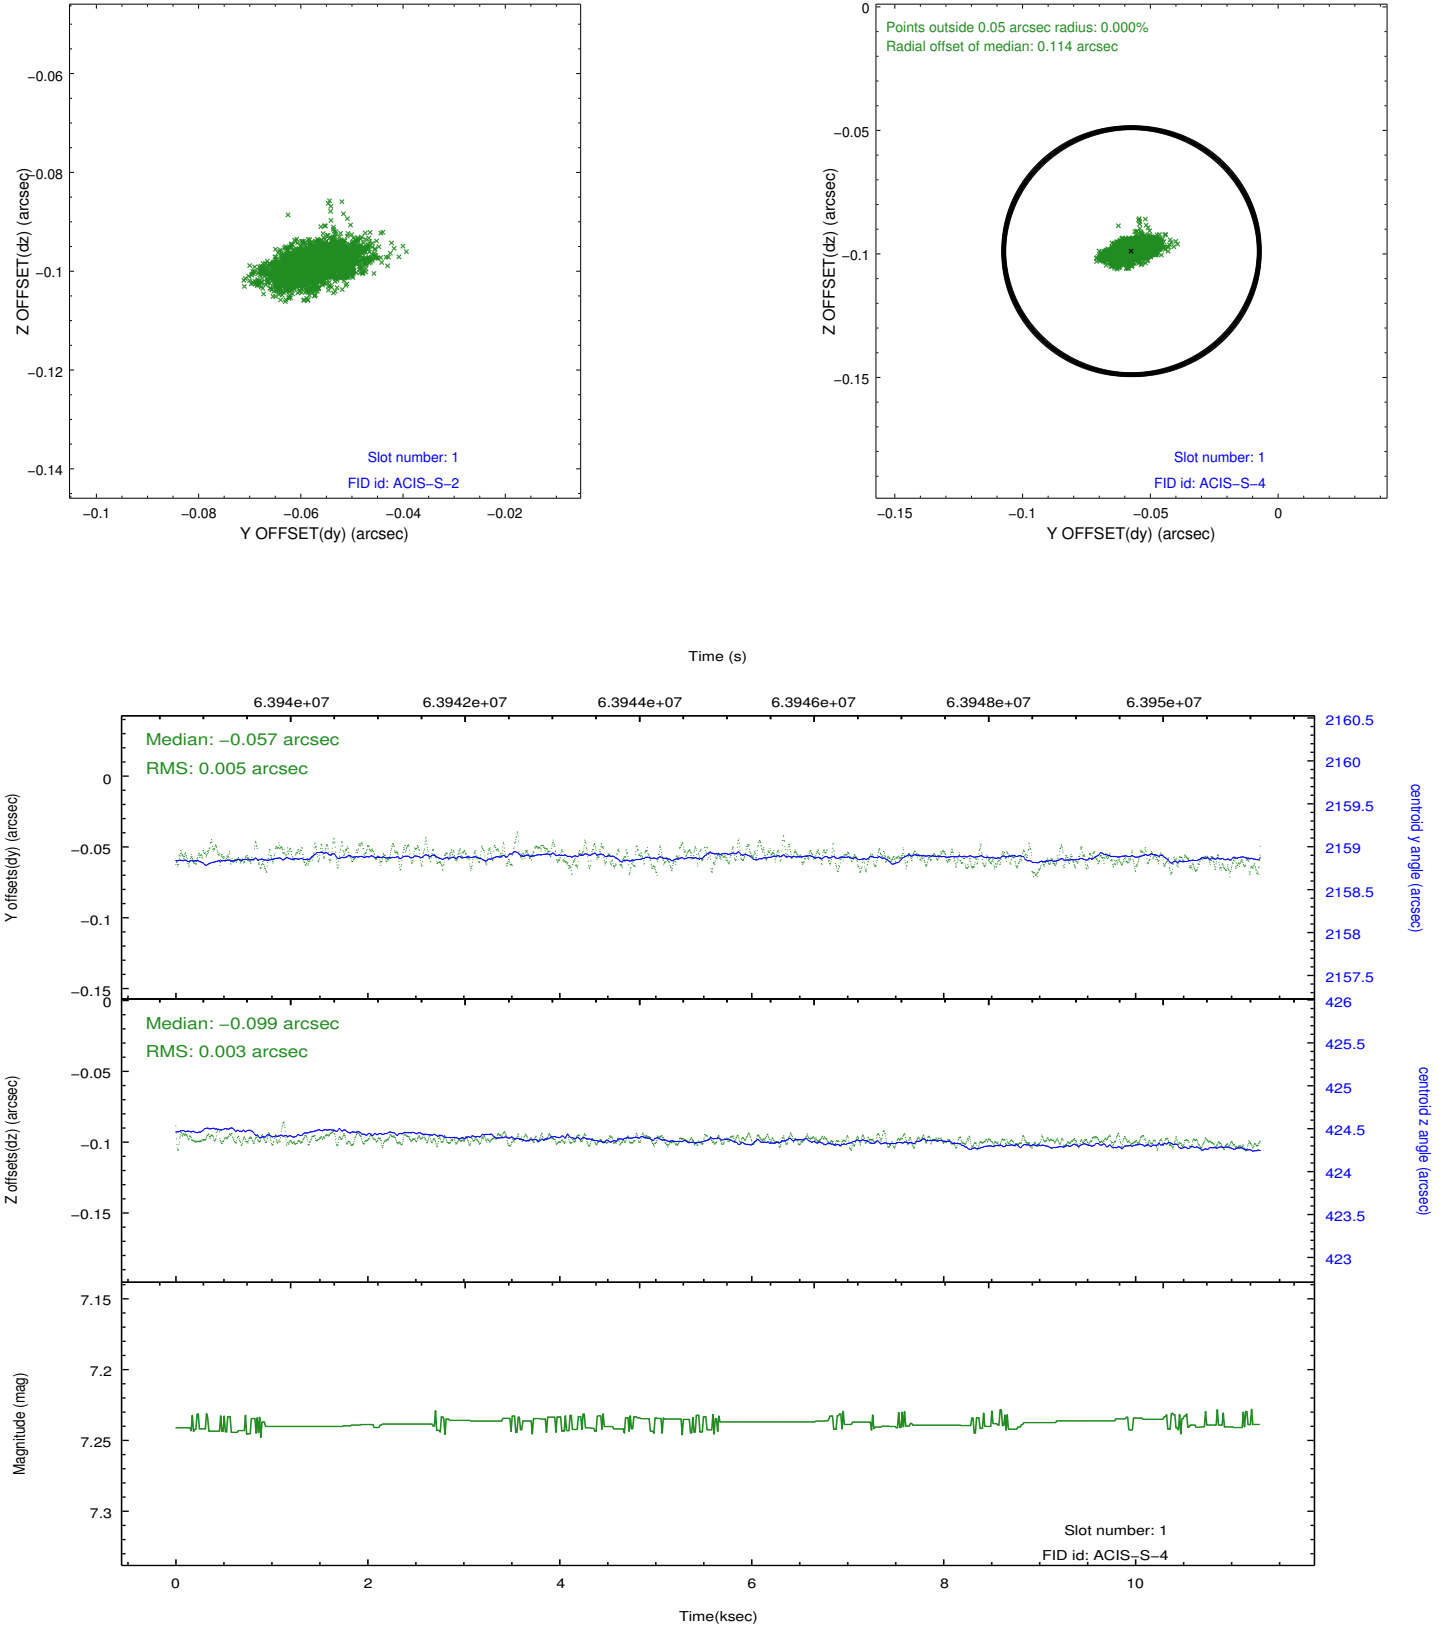 −0.06
−0.08
−0.1
−0.12
−0.14
Z OFFSET(dz) (arcsec)
Slot number: 1
FID id: ACIS−S−2
−0.1
−0.08
−0.06
−0.04
−0.02
Y OFFSET(dy) (arcsec)
0
−0.05
−0.1
−0.15
Z OFFSET(dz) (arcsec)
Points outside 0.05 arcsec radius: 0.000%
Radial offset of median: 0.114 arcsec
Slot number: 1
FID id: ACIS−S−4
−0.15
−0.1
−0.05
0
Y OFFSET(dy) (arcsec)
Time (s)
6.394e+07
6.3942e+07
6.3944e+07
6.3946e+07
6.3948e+07
6.395e+07
Median: −0.057 arcsec
RMS: 0.005 arcsec
0
−0.05
−0.1
−0.15
Y offsets(dy) (arcsec)
2160.5
2160
2159.5
2159
2158.5
2158
2157.5
centroid y angle (arcsec)
Median: −0.099 arcsec
RMS: 0.003 arcsec
0
−0.05
−0.1
−0.15
Z offsets(dz) (arcsec)
426
425.5
425
424.5
424
423.5
423
centroid z angle (arcsec)
7.15
7.2
7.25
7.3
Magnitude (mag)
Slot number: 1
FID id: ACIS−S−4
0
2
4
6
8
10
Time(ksec)